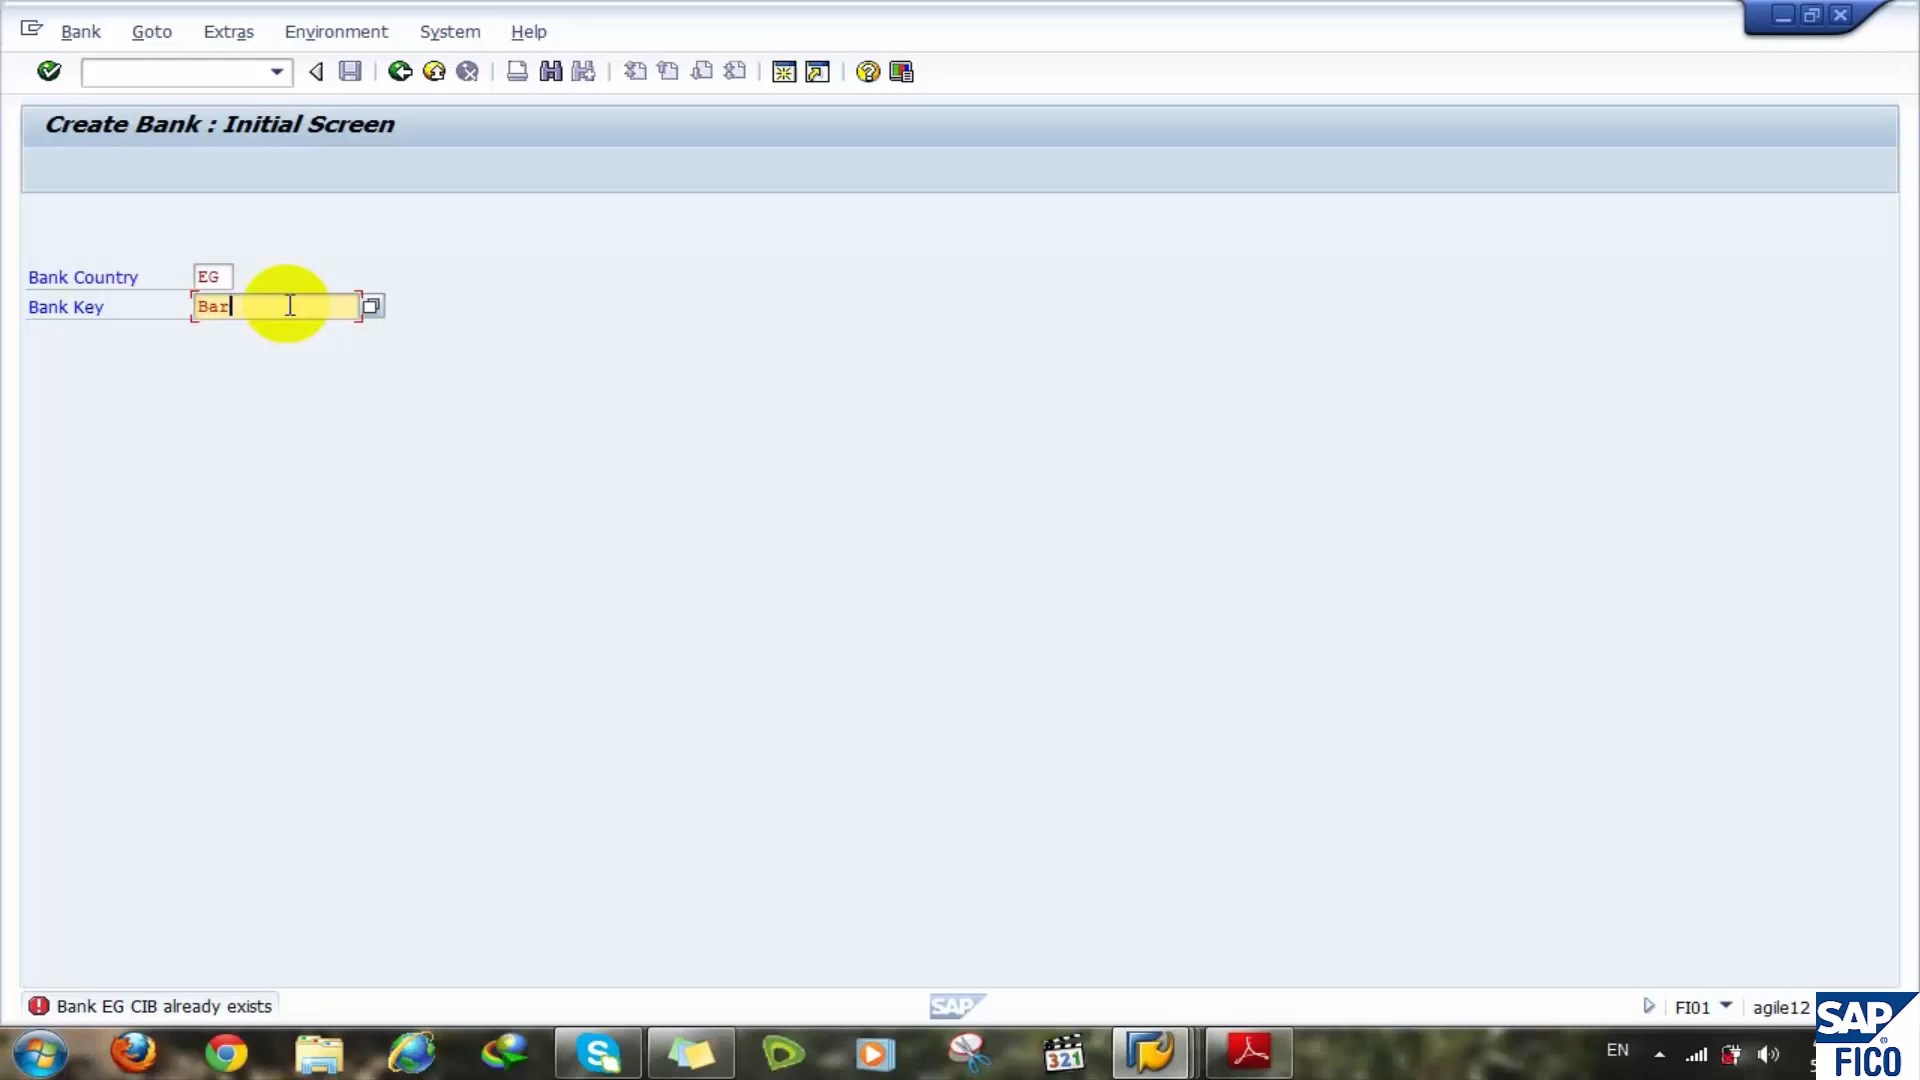 Bank Goto Extras Environment System Help
Create Bank : Initial Screen
Bank Country EG
Bank Key Bar
Bank EG CIB already exists
SAP
FI01
agile12
321
EN
SAP
FICO